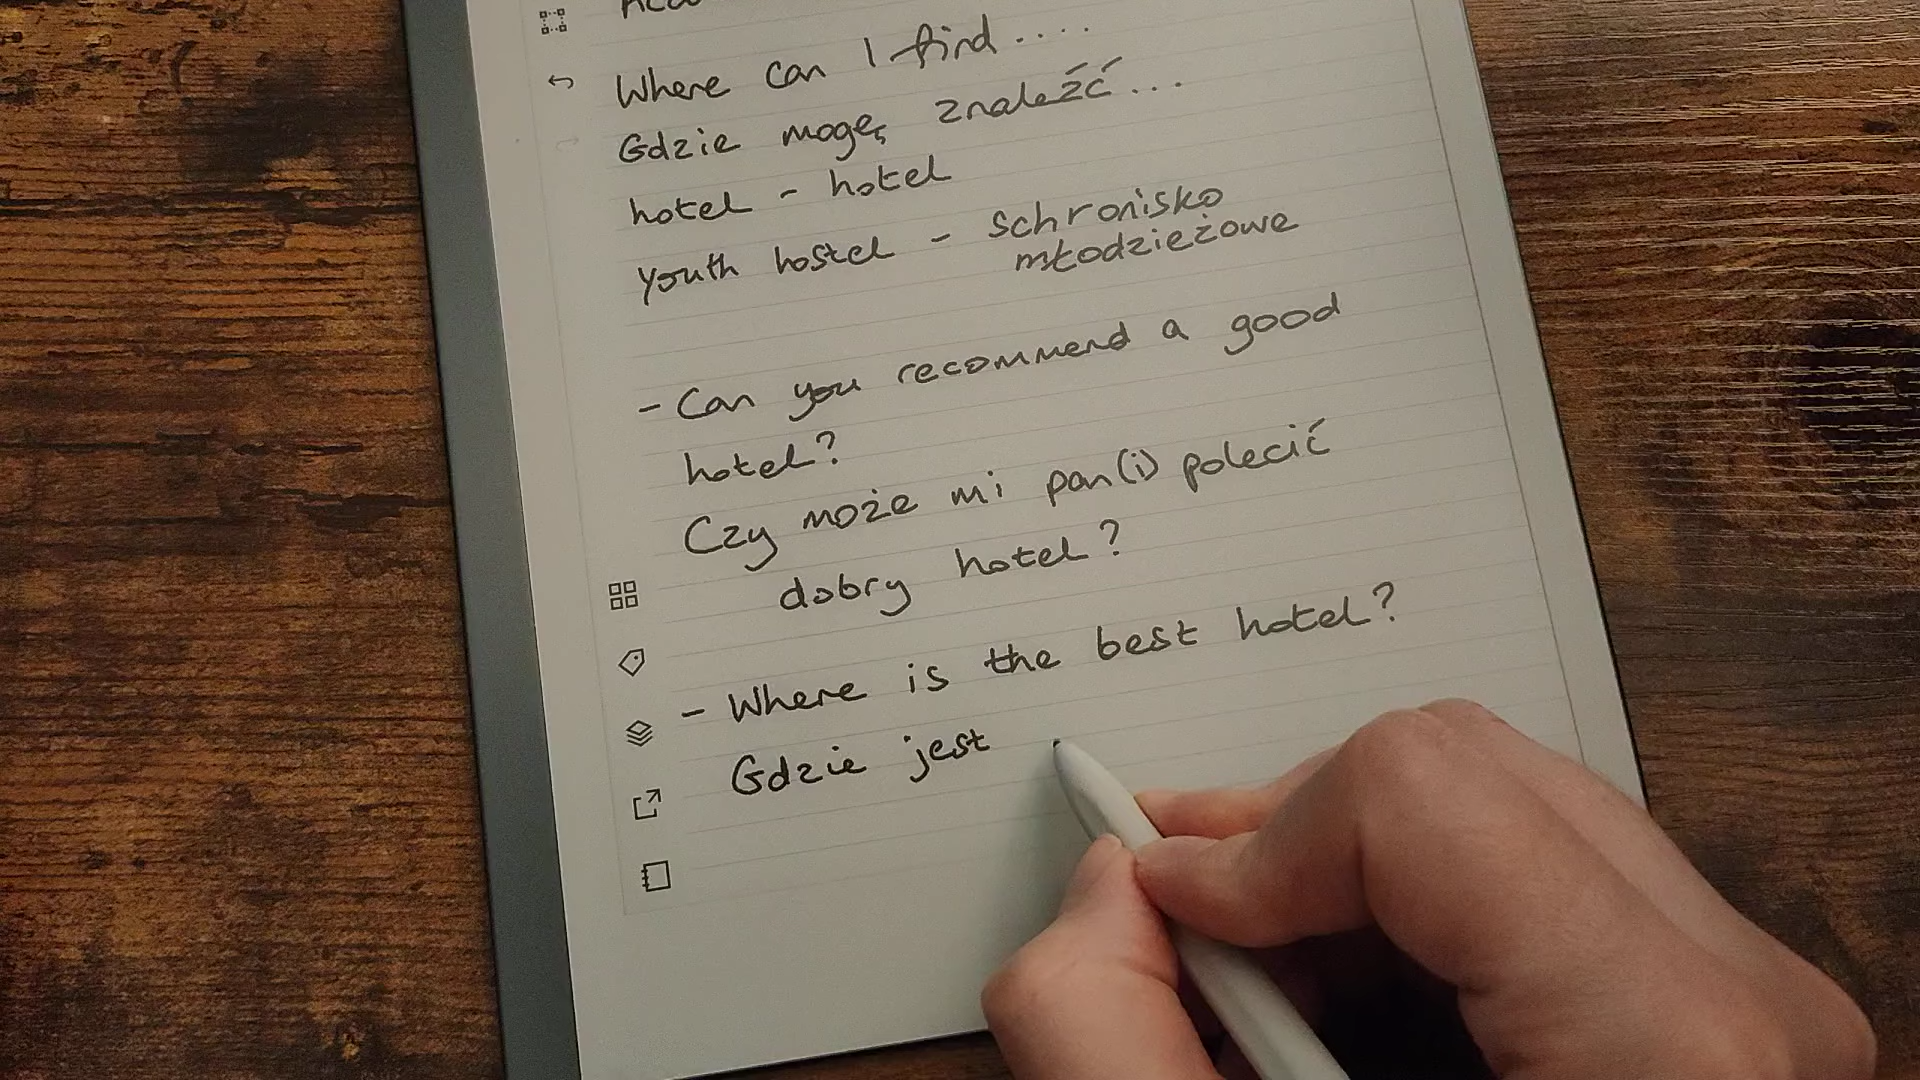 Where can I find....
Gdzie mogę znaleźć...
hotel - hotel
youth hostel - schronisko
młodzieżowe
- Can you recommend a good
hotel?
Czy może mi pan(i) polecić
dobry hotel?
- Where is the best hotel?
Gdzie jest